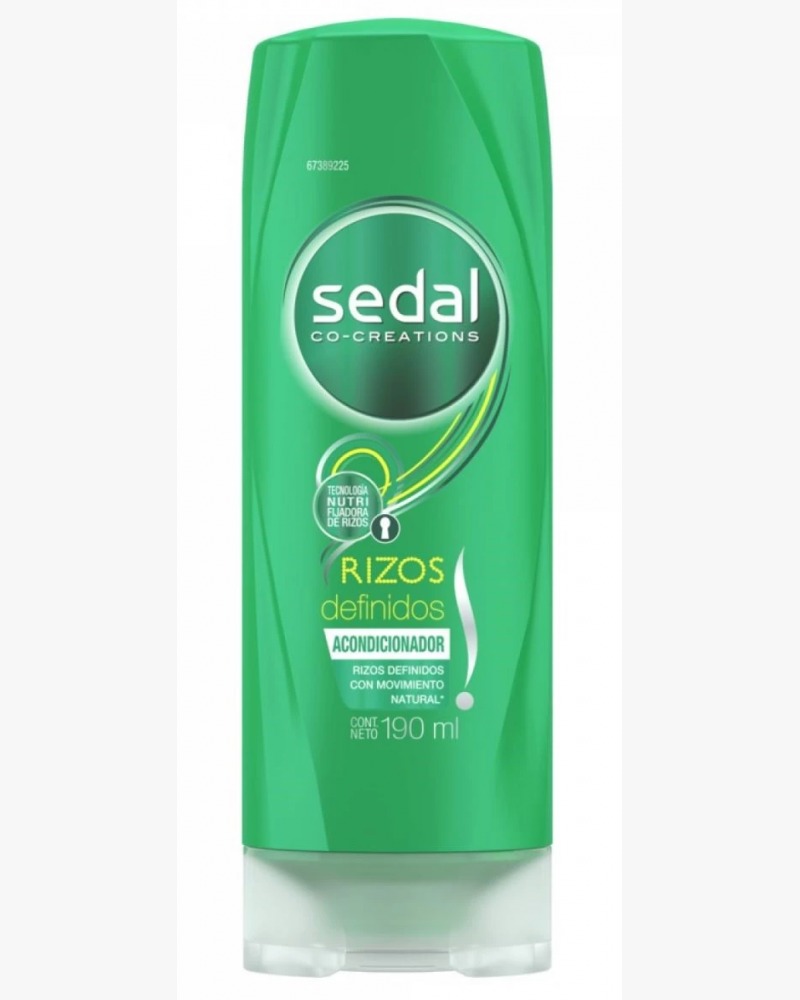 67389225
sedal
CO-CREATIONS
TECNOLOGÍA
NUTRI
FIJADORA
DE RIZOS
RIZOS
definidos
ACONDICIONADOR
RIZOS DEFINIDOS
CON MOVIMIENTO
NATURAL*
CONT.
NETO 190 ml